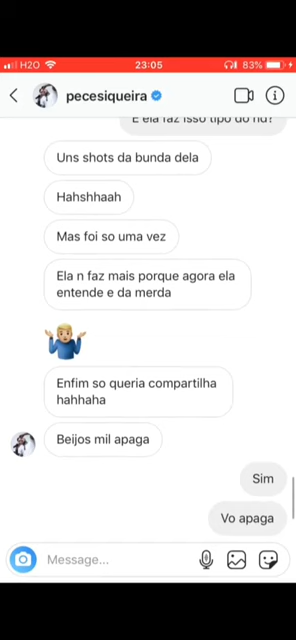 H2O 23:05 83%
pecesiqueira
E ela faz isso tipo do nd?
Uns shots da bunda dela
Hahshhaah
Mas foi so uma vez
Ela n faz mais porque agora ela
entende e da merda
Enfim so queria compartilha
hahhaha
Beijos mil apaga
Sim
Vo apaga
Message...